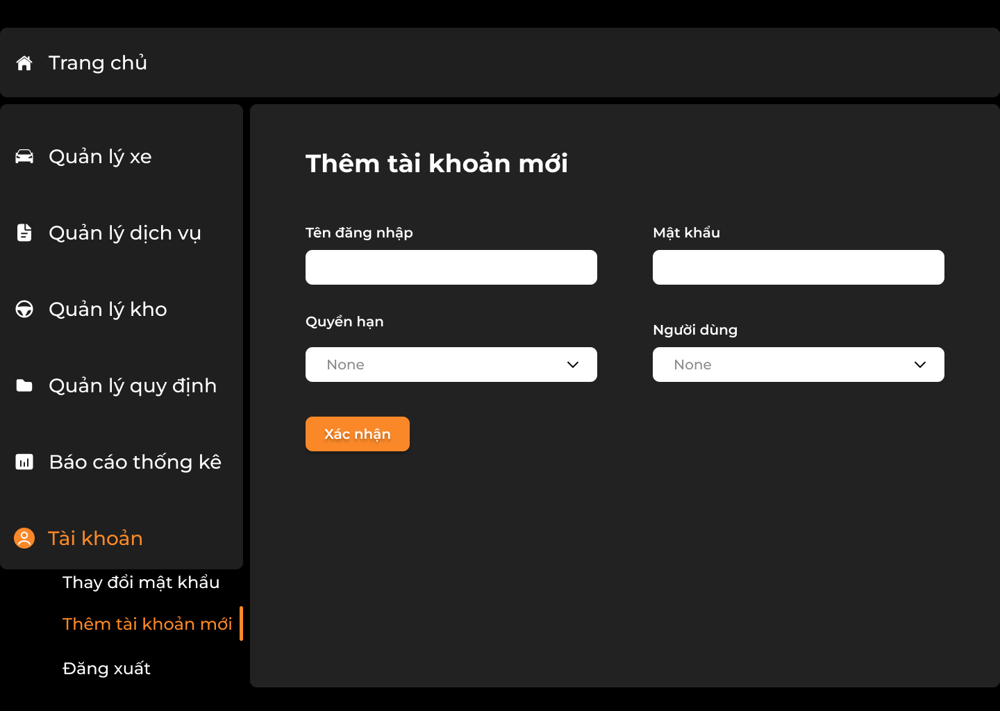 Trang chủ
Quản lý xe
Quản lý dịch vụ
Quản lý kho
Quản lý quy định
Báo cáo thống kê
Tài khoản
Thay đổi mật khẩu
Thêm tài khoản mới
Đăng xuất
Thêm tài khoản mới
Tên đăng nhập
Mật khẩu
Quyền hạn
Người dùng
None
None
Xác nhận